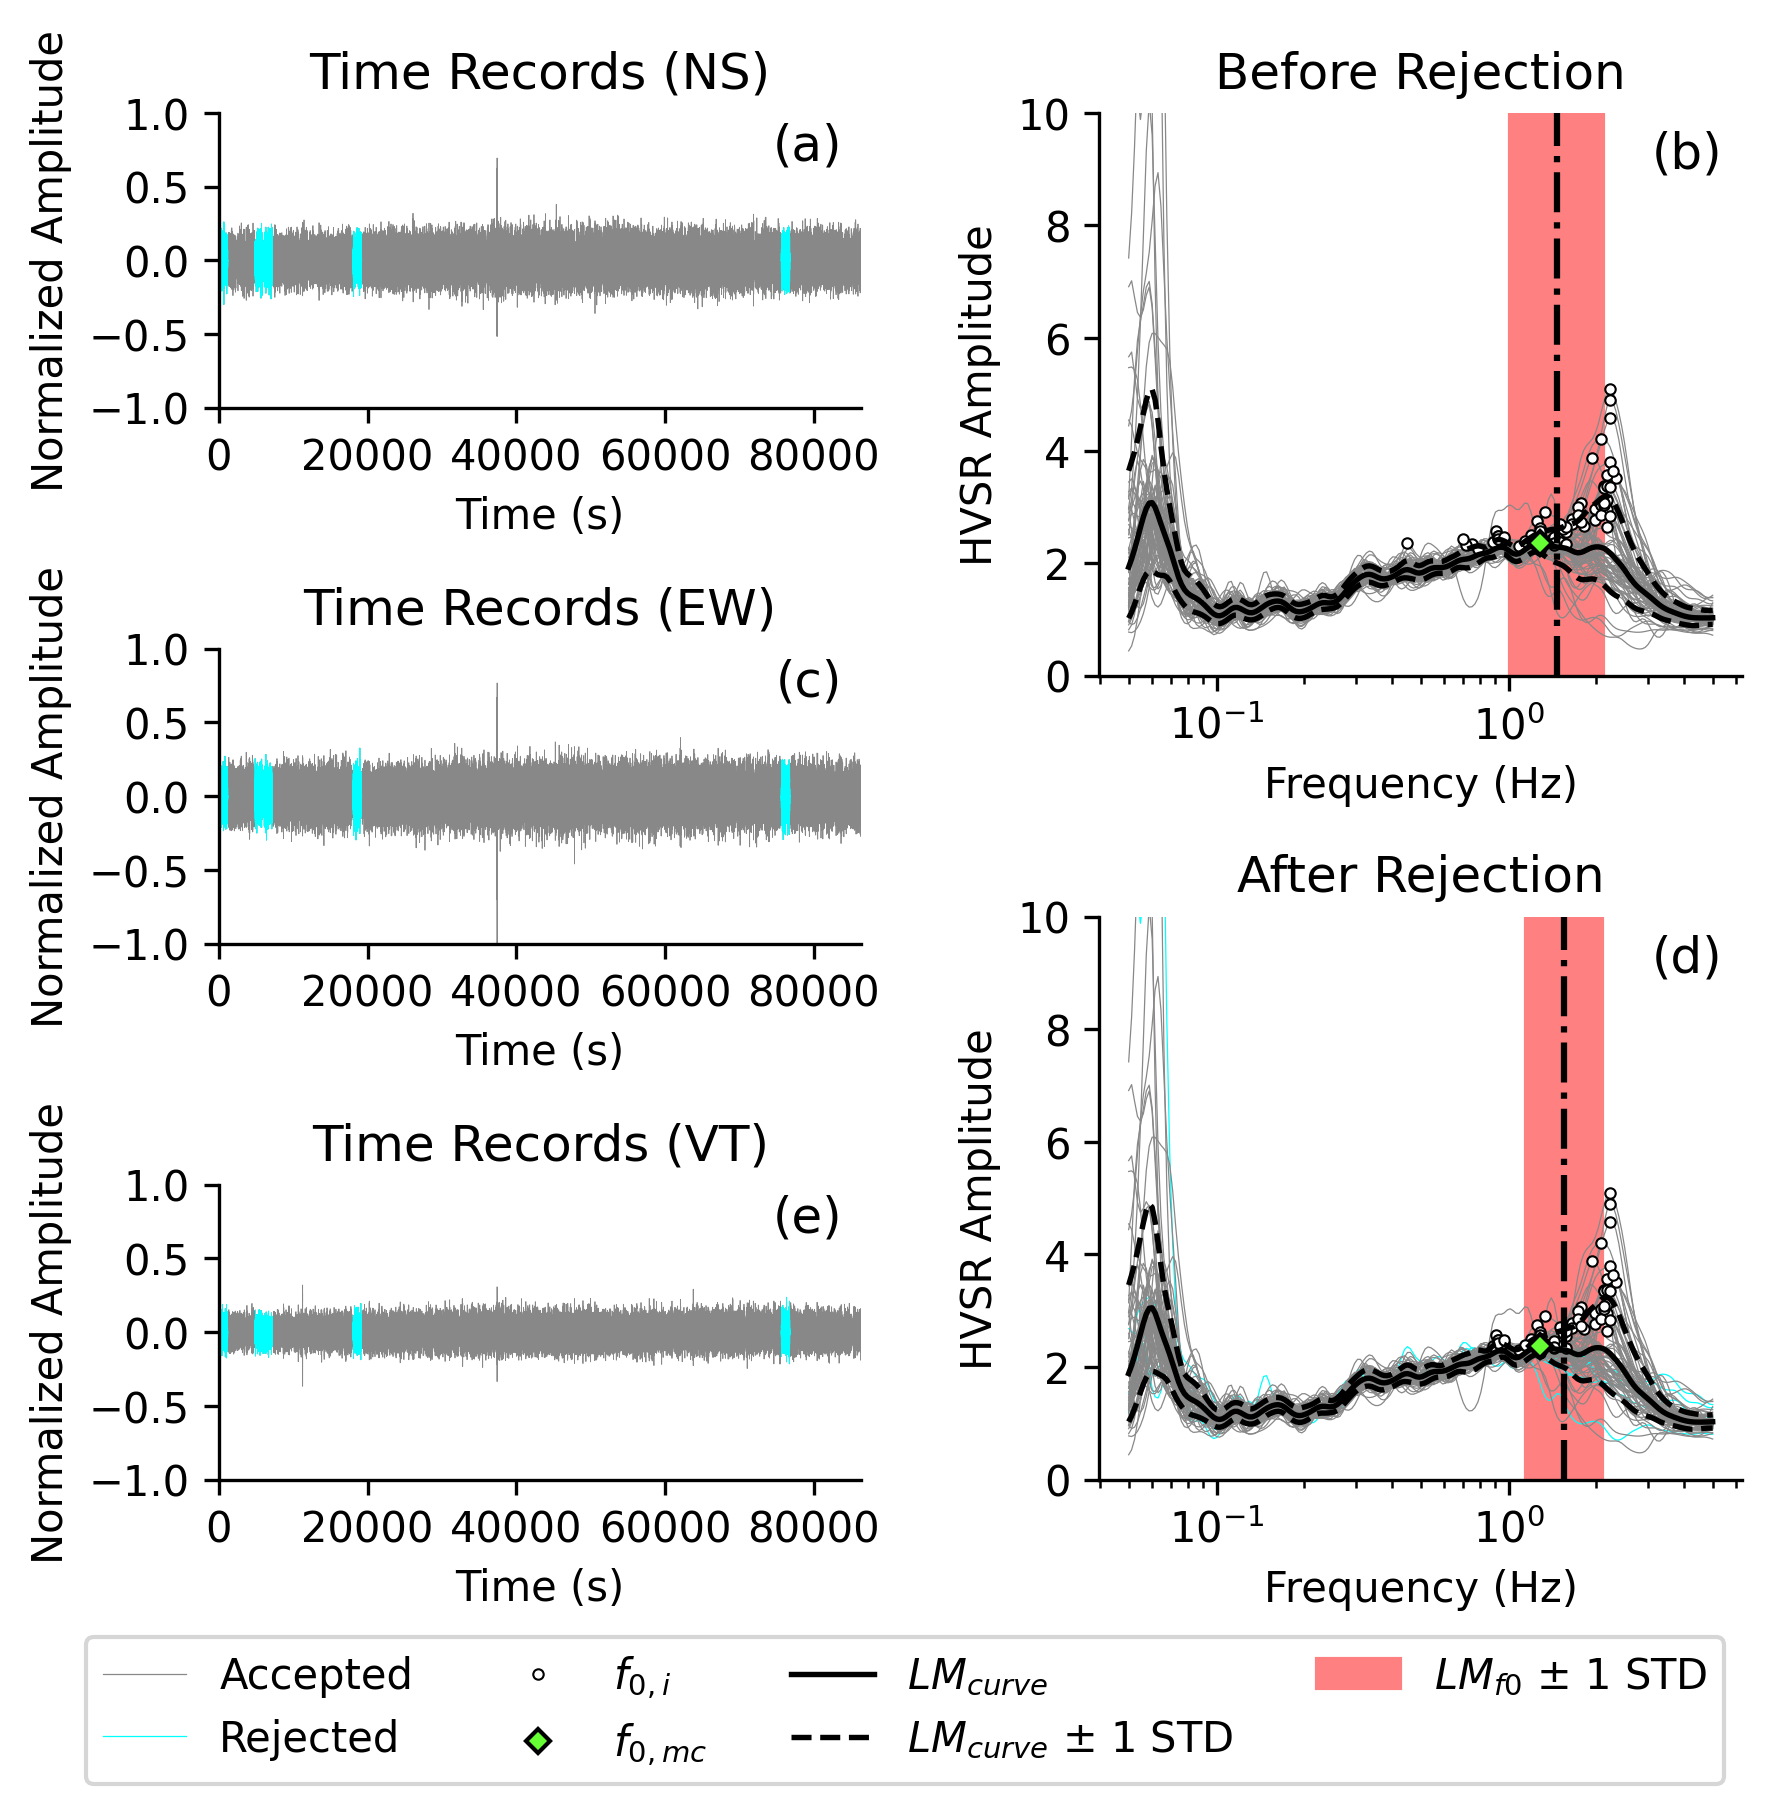 Time Records (NS)
(a)
Normalized Amplitude
1.0
0.5
0.0
−0.5
−1.0
0 20000 40000 60000 80000
Time (s)
Before Rejection
(b)
HVSR Amplitude
10
8
6
4
2
0
10⁻¹ 10⁰
Frequency (Hz)
Time Records (EW)
(c)
Normalized Amplitude
1.0
0.5
0.0
−0.5
−1.0
0 20000 40000 60000 80000
Time (s)
After Rejection
(d)
HVSR Amplitude
10
8
6
4
2
0
10⁻¹ 10⁰
Frequency (Hz)
Time Records (VT)
(e)
Normalized Amplitude
1.0
0.5
0.0
−0.5
−1.0
0 20000 40000 60000 80000
Time (s)
Accepted
Rejected
f0,i
f0,mc
LMcurve
LMcurve ± 1 STD
LMf0 ± 1 STD